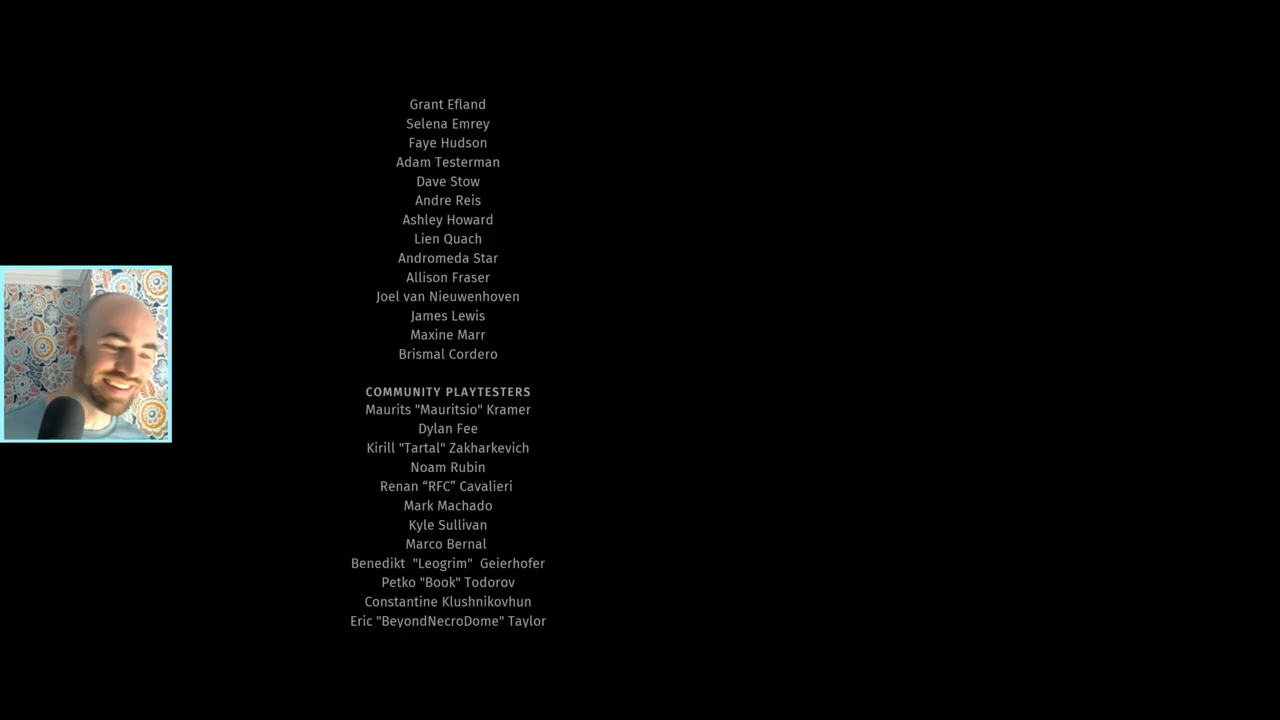 Grant Efland
Selena Emrey
Faye Hudson
Adam Testerman
Dave Stow
Andre Reis
Ashley Howard
Lien Quach
Andromeda Star
Allison Fraser
Joel van Nieuwenhoven
James Lewis
Maxine Marr
Brismal Cordero
COMMUNITY PLAYTESTERS
Maurits "Mauritsio" Kramer
Dylan Fee
Kirill "Tartal" Zakharkevich
Noam Rubin
Renan “RFC” Cavalieri
Mark Machado
Kyle Sullivan
Marco Bernal
Benedikt  "Leogrim"  Geierhofer
Petko "Book" Todorov
Constantine Klushnikovhun
Eric "BeyondNecroDome" Taylor